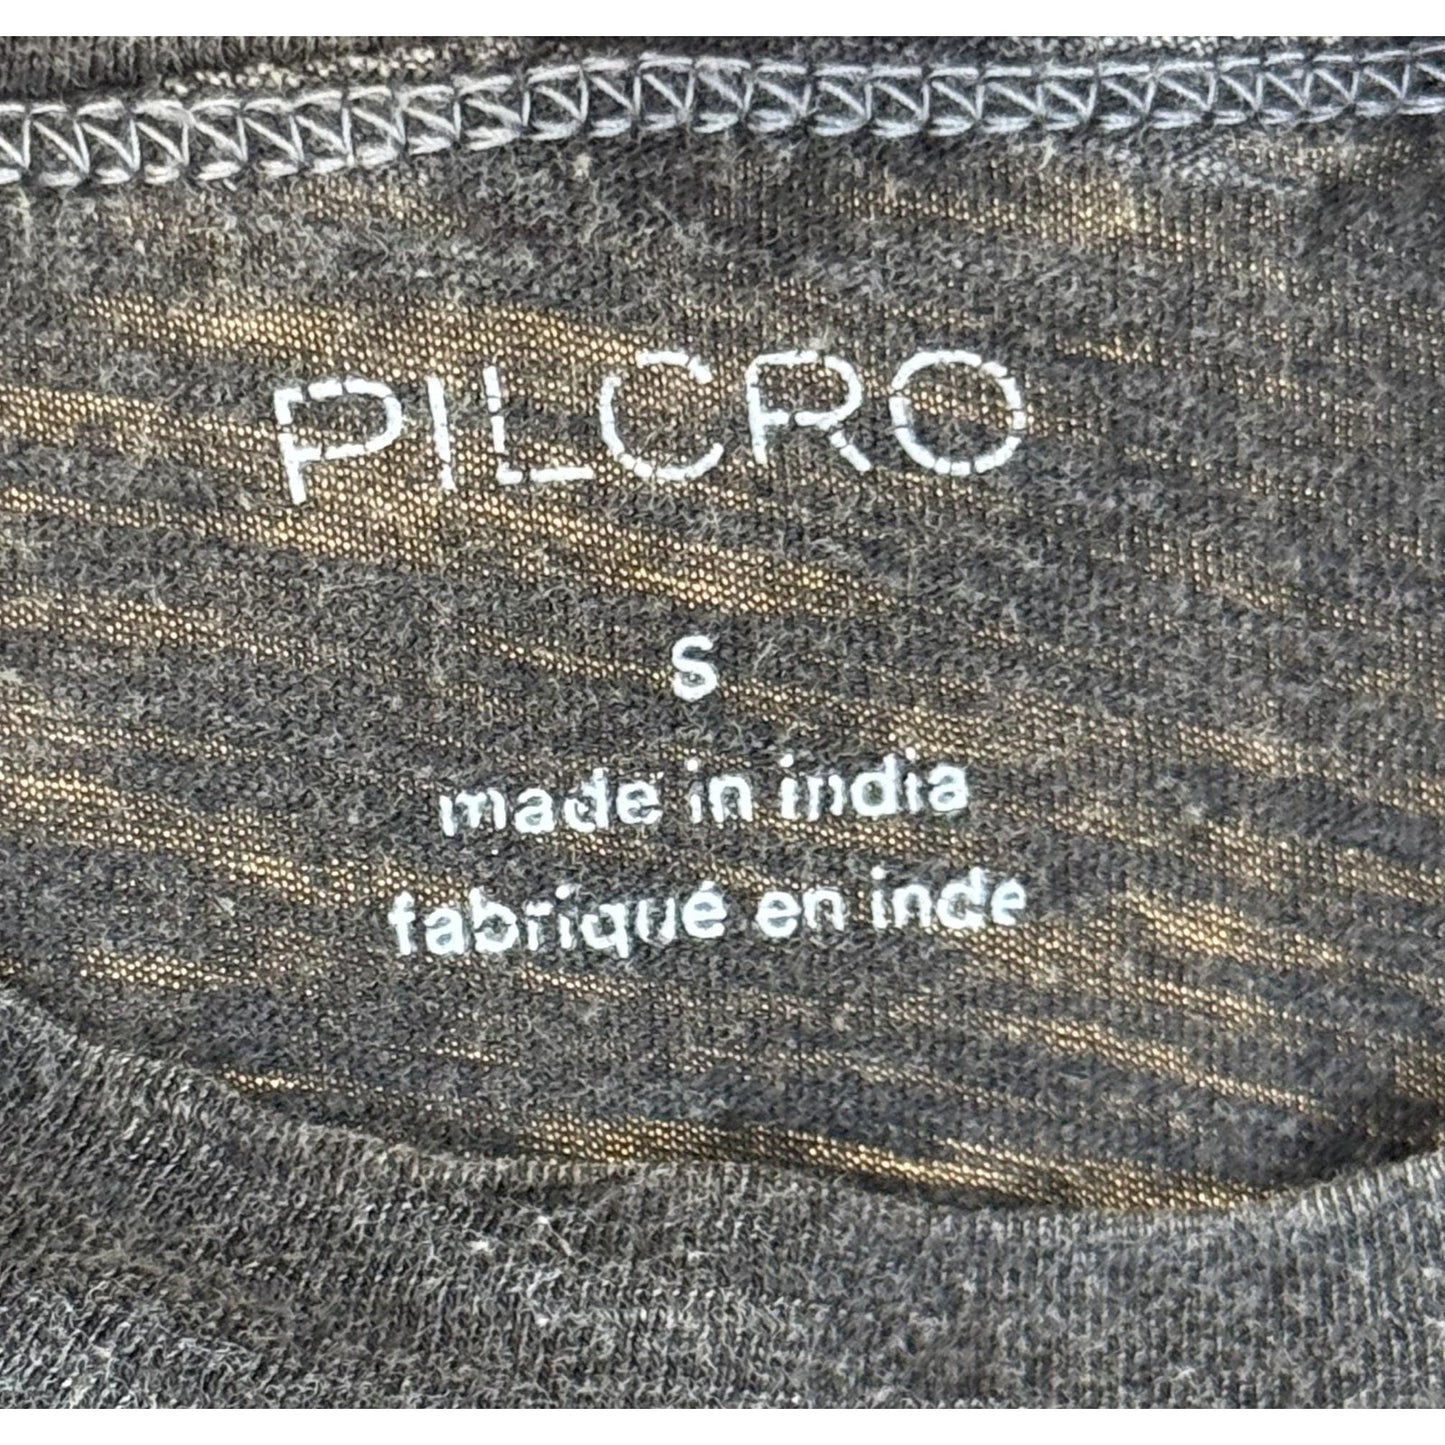 PILCRO
S
made in india
fabriqué en inde